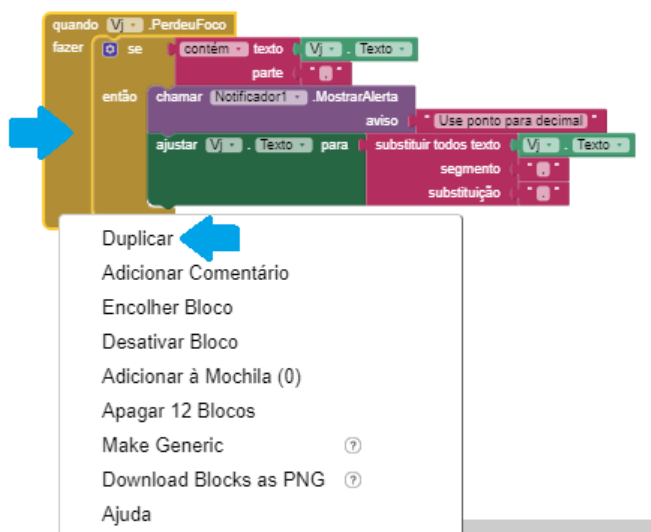 quando Vj .PerdeuFoco
fazer se contém texto Vj . Texto
parte " , "
então chamar Notificador1 .MostrarAlerta
aviso " Use ponto para decimal) "
ajustar Vj . Texto para substituir todos texto Vj . Texto
segmento " , "
substituição " . "
Duplicar
Adicionar Comentário
Encolher Bloco
Desativar Bloco
Adicionar à Mochila (0)
Apagar 12 Blocos
Make Generic ?
Download Blocks as PNG ?
Ajuda